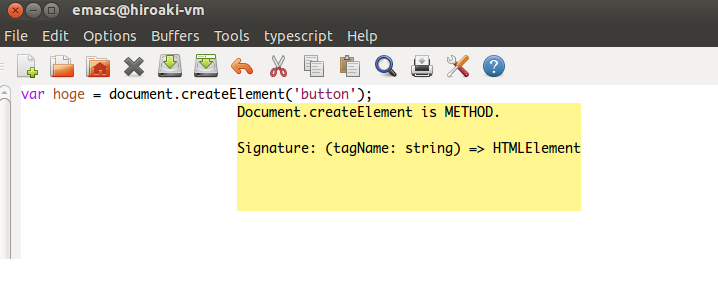 emacs@hiroaki-vm
File Edit Options Buffers Tools typescript Help
var hoge = document.createElement('button');
Document.createElement is METHOD.
Signature: (tagName: string) => HTMLElement